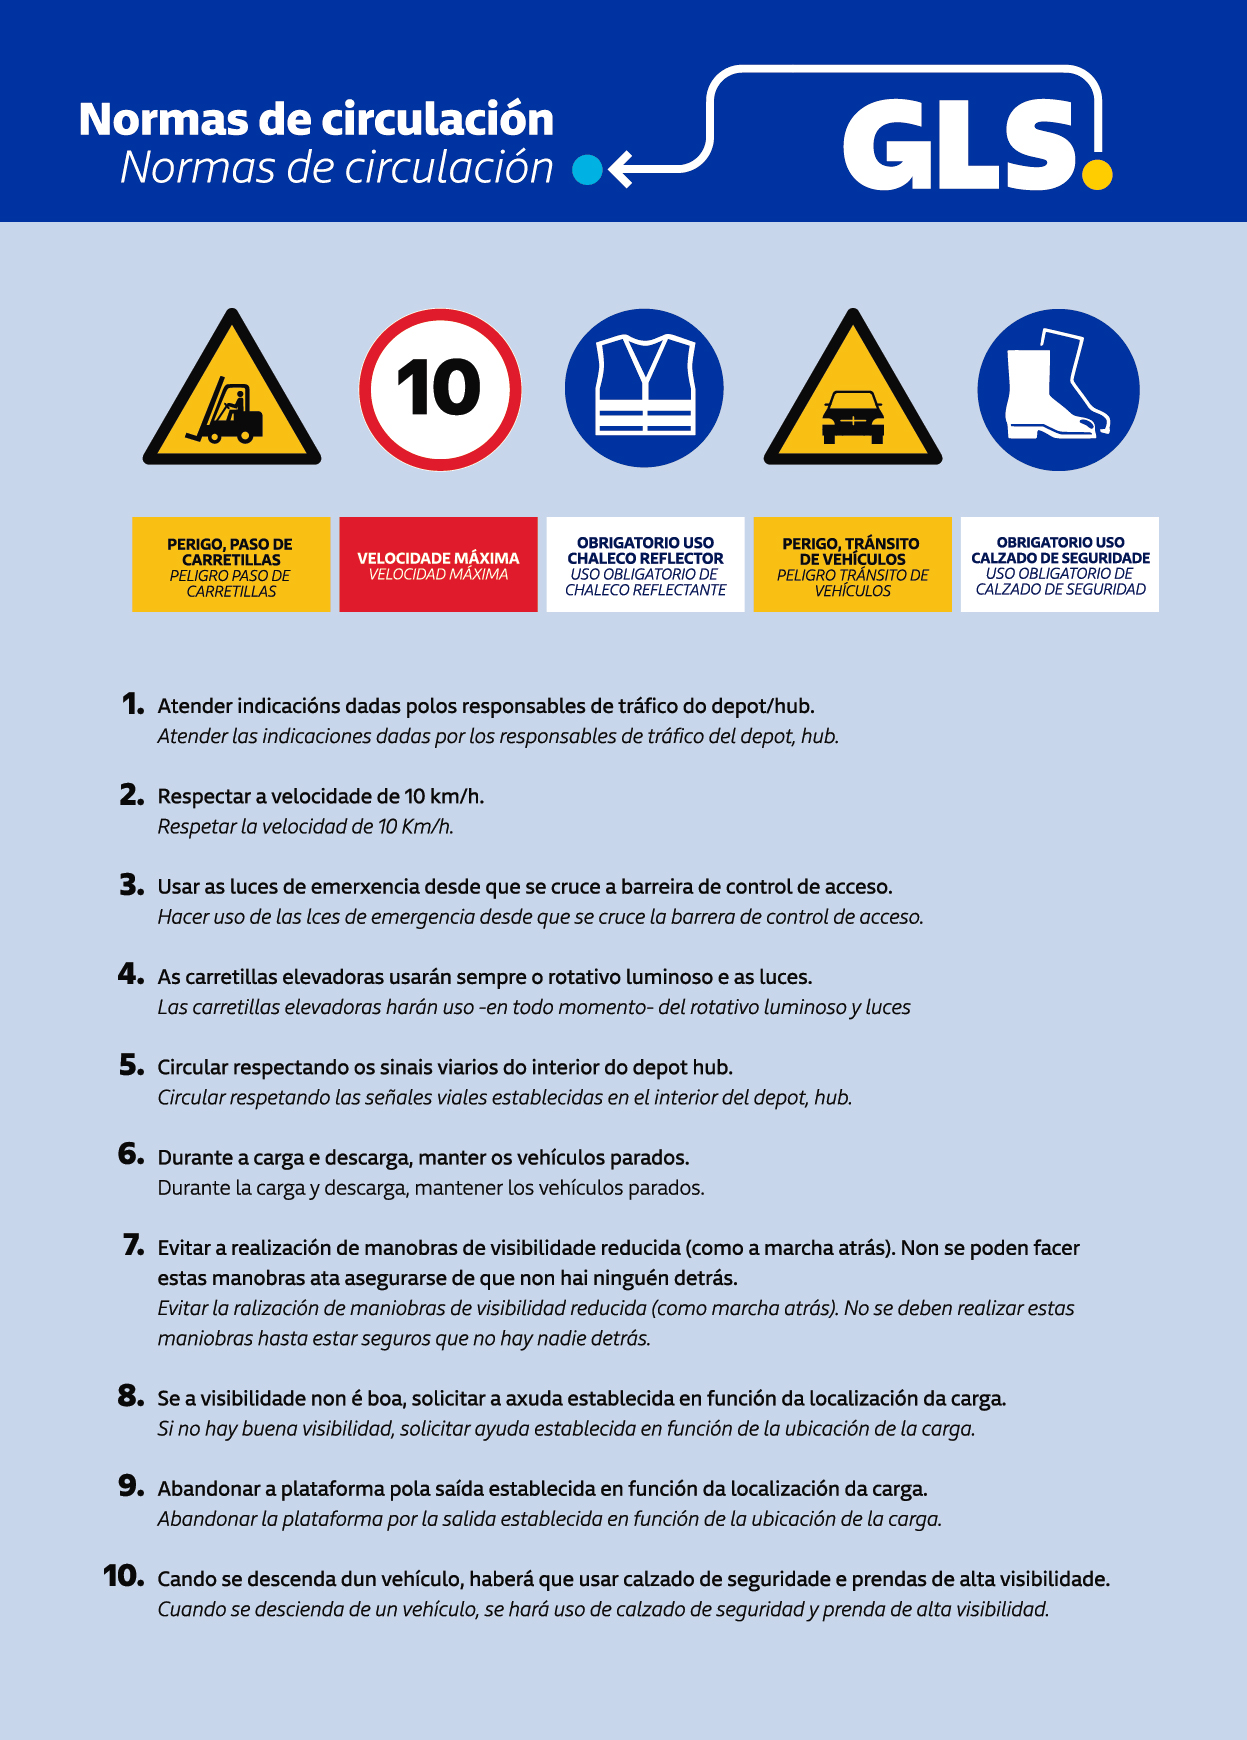 Normas de circulación
Normas de circulación
GLS.
10
PERIGO, PASO DE
CARRETILLAS
PELIGRO PASO DE
CARRETILLAS
VELOCIDADE MÁXIMA
VELOCIDAD MÁXIMA
OBRIGATORIO USO
CHALECO REFLECTOR
USO OBLIGATORIO DE
CHALECO REFLECTANTE
PERIGO, TRÁNSITO
DE VEHÍCULOS
PELIGRO TRÁNSITO DE
VEHÍCULOS
OBRIGATORIO USO
CALZADO DE SEGURIDADE
USO OBLIGATORIO DE
CALZADO DE SEGURIDAD
1. Atender indicacións dadas polos responsables de tráfico do depot/hub.
Atender las indicaciones dadas por los responsables de tráfico del depot, hub.
2. Respectar a velocidade de 10 km/h.
Respetar la velocidad de 10 Km/h.
3. Usar as luces de emerxencia desde que se cruce a barreira de control de acceso.
Hacer uso de las lces de emergencia desde que se cruce la barrera de control de acceso.
4. As carretillas elevadoras usarán sempre o rotativo luminoso e as luces.
Las carretillas elevadoras harán uso -en todo momento- del rotativo luminoso y luces
5. Circular respectando os sinais viarios do interior do depot hub.
Circular respetando las señales viales establecidas en el interior del depot, hub.
6. Durante a carga e descarga, manter os vehículos parados.
Durante la carga y descarga, mantener los vehículos parados.
7. Evitar a realización de manobras de visibilidade reducida (como a marcha atrás). Non se poden facer
estas manobras ata asegurarse de que non hai ninguén detrás.
Evitar la ralización de maniobras de visibilidad reducida (como marcha atrás). No se deben realizar estas
maniobras hasta estar seguros que no hay nadie detrás.
8. Se a visibilidade non é boa, solicitar a axuda establecida en función da localización da carga.
Si no hay buena visibilidad, solicitar ayuda establecida en función de la ubicación de la carga.
9. Abandonar a plataforma pola saída establecida en función da localización da carga.
Abandonar la plataforma por la salida establecida en función de la ubicación de la carga.
10. Cando se descenda dun vehículo, haberá que usar calzado de seguridade e prendas de alta visibilidade.
Cuando se descienda de un vehículo, se hará uso de calzado de seguridad y prenda de alta visibilidad.